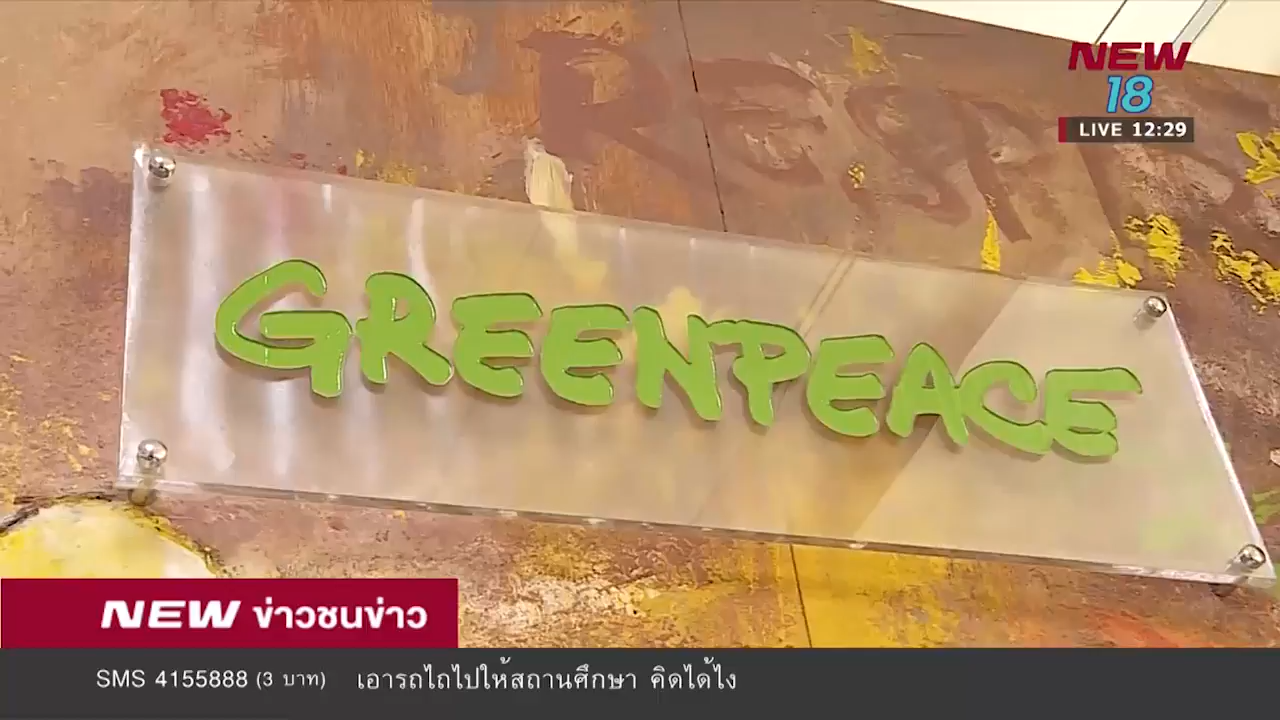 NEW
18
LIVE 12:29
GREENPEACE
NEW ข่าวชนข่าว
SMS 4155888 (3 บาท) เอารถไถไปให้สถานศึกษา คิดได้ไง